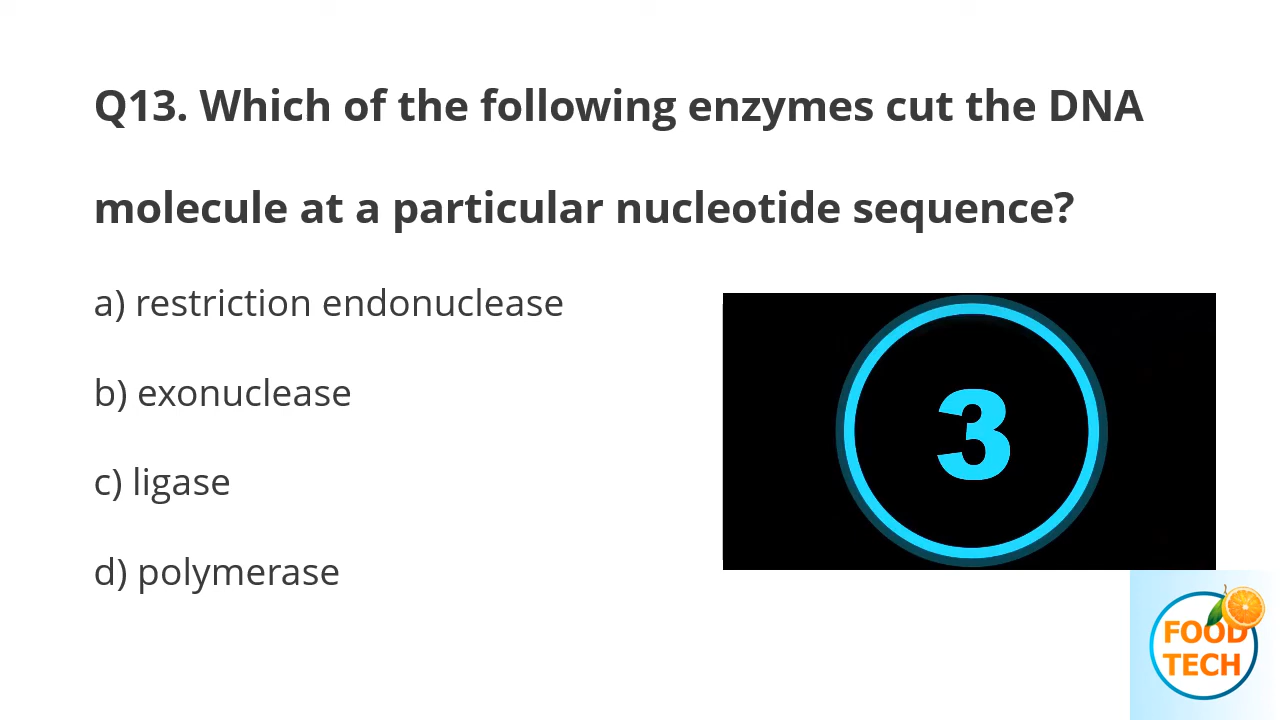 Q13. Which of the following enzymes cut the DNA
molecule at a particular nucleotide sequence?
a) restriction endonuclease
b) exonuclease
c) ligase
d) polymerase
3
FOOD
TECH